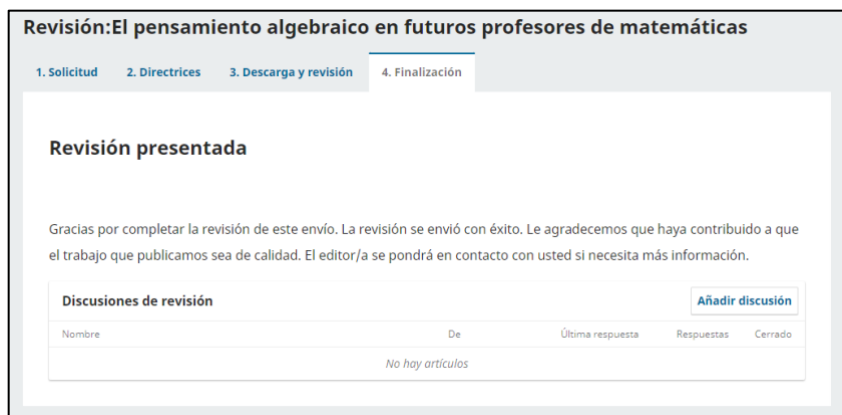 Revisión:El pensamiento algebraico en futuros profesores de matemáticas
1. Solicitud 2. Directrices 3. Descarga y revisión 4. Finalización
Revisión presentada
Gracias por completar la revisión de este envío. La revisión se envió con éxito. Le agradecemos que haya contribuido a que
el trabajo que publicamos sea de calidad. El editor/a se pondrá en contacto con usted si necesita más información.
Discusiones de revisión Añadir discusión
Nombre De Última respuesta Respuestas Cerrado
No hay artículos